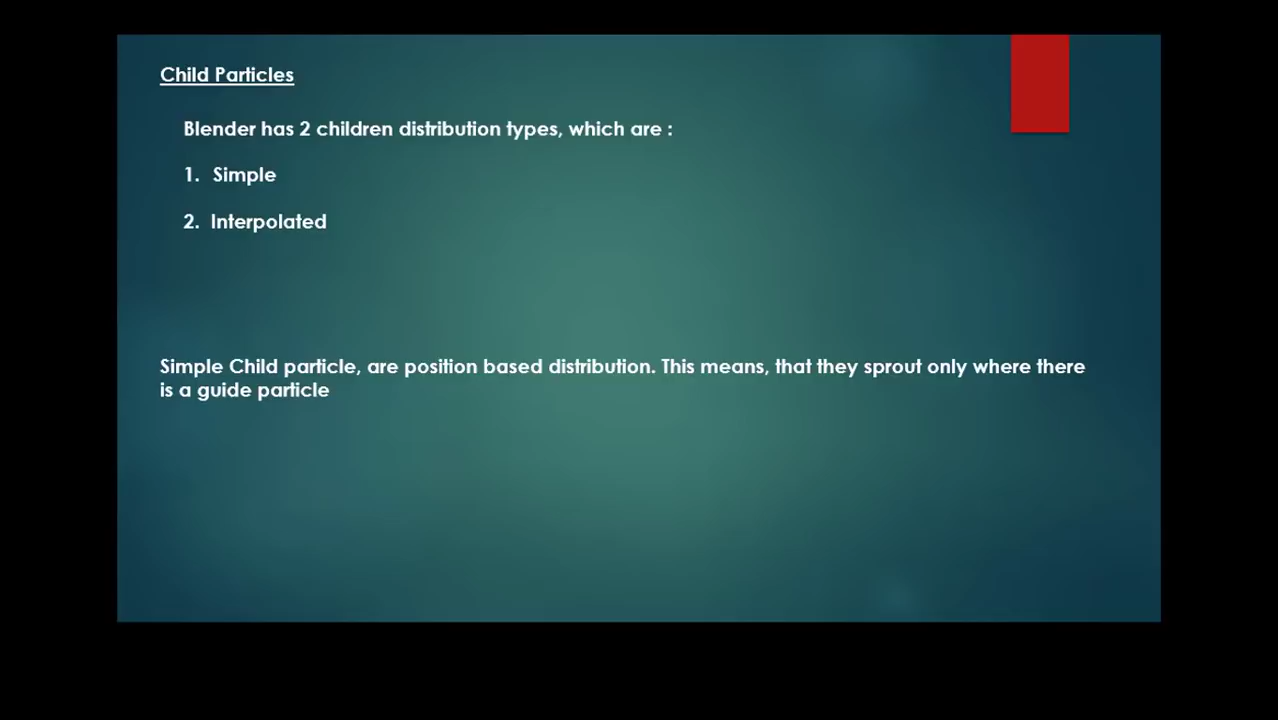 Child Particles
Blender has 2 children distribution types, which are :
1. Simple
2. Interpolated
Simple Child particle, are position based distribution. This means, that they sprout only where there
is a guide particle